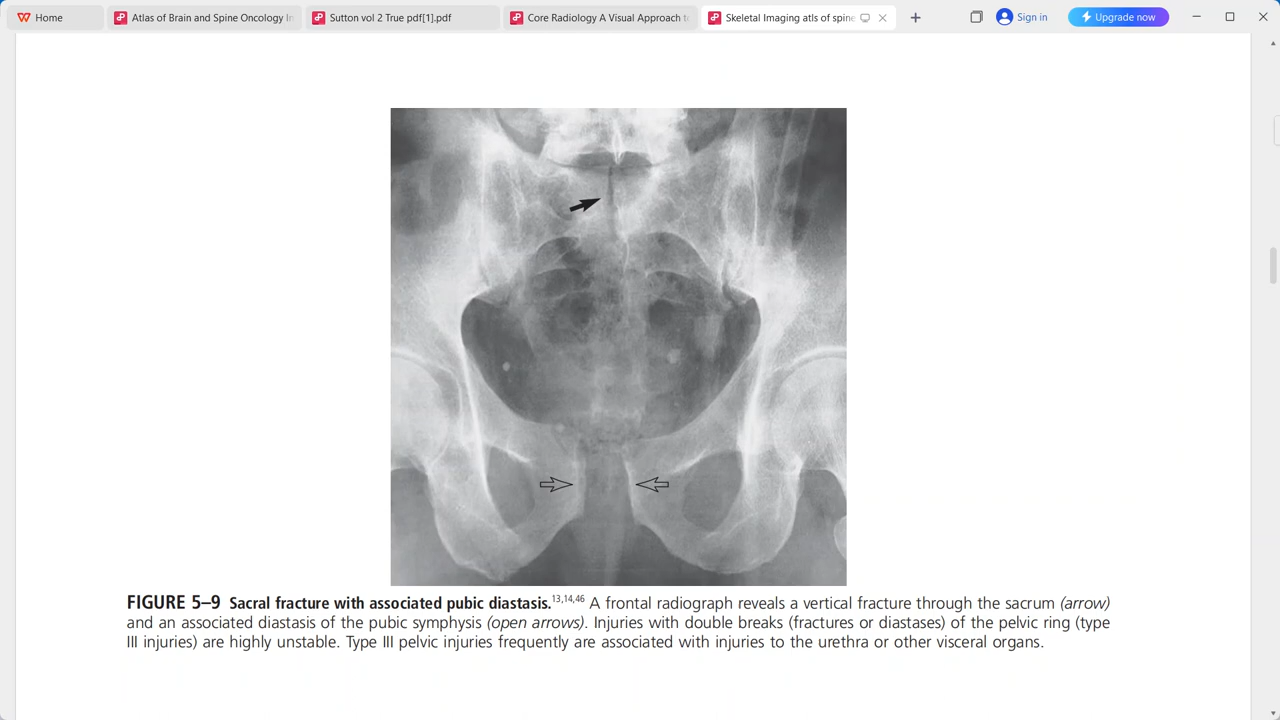 Home
Atlas of Brain and Spine Oncology I
Sutton vol 2 True pdf[1].pdf
Core Radiology A Visual Approach to
Skeletal Imaging atls of spine
Sign in
Upgrade now
FIGURE 5–9 Sacral fracture with associated pubic diastasis.13,14,46 A frontal radiograph reveals a vertical fracture through the sacrum (arrow)
and an associated diastasis of the pubic symphysis (open arrows). Injuries with double breaks (fractures or diastases) of the pelvic ring (type
III injuries) are highly unstable. Type III pelvic injuries frequently are associated with injuries to the urethra or other visceral organs.